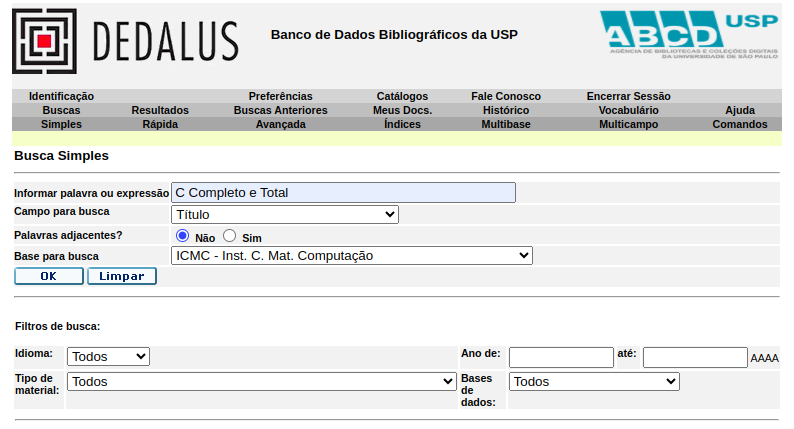 DEDALUS
Banco de Dados Bibliográficos da USP
ABCD USP
AGÊNCIA DE BIBLIOTECAS E COLEÇÕES DIGITAIS
DA UNIVERSIDADE DE SÃO PAULO
Identificação Preferências Catálogos Fale Conosco Encerrar Sessão
Buscas Resultados Buscas Anteriores Meus Docs. Histórico Vocabulário Ajuda
Simples Rápida Avançada Índices Multibase Multicampo Comandos
Busca Simples
Informar palavra ou expressão C Completo e Total
Campo para busca Título
Palavras adjacentes? Não Sim
Base para busca ICMC - Inst. C. Mat. Computação
OK Limpar
Filtros de busca:
Idioma: Todos Ano de: até: AAAA
Tipo de material: Todos Bases de dados: Todos